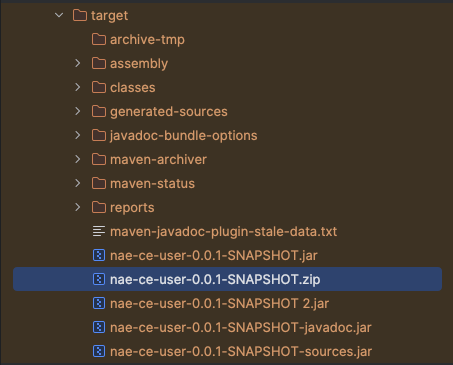 target
archive-tmp
assembly
classes
generated-sources
javadoc-bundle-options
maven-archiver
maven-status
reports
maven-javadoc-plugin-stale-data.txt
nae-ce-user-0.0.1-SNAPSHOT.jar
nae-ce-user-0.0.1-SNAPSHOT.zip
nae-ce-user-0.0.1-SNAPSHOT 2.jar
nae-ce-user-0.0.1-SNAPSHOT-javadoc.jar
nae-ce-user-0.0.1-SNAPSHOT-sources.jar